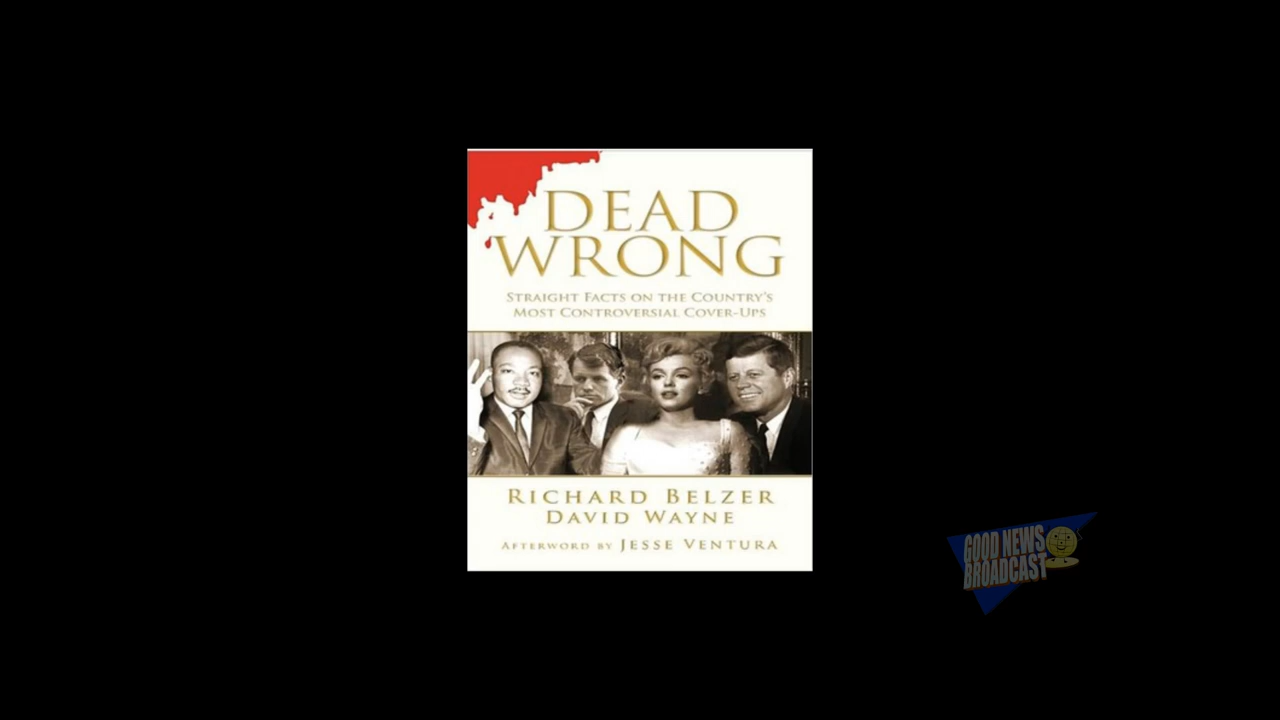 DEAD
WRONG
STRAIGHT FACTS ON THE COUNTRY'S
MOST CONTROVERSIAL COVER-UPS
RICHARD BELZER
DAVID WAYNE
AFTERWORD BY JESSE VENTURA
GOOD NEWS
BROADCAST